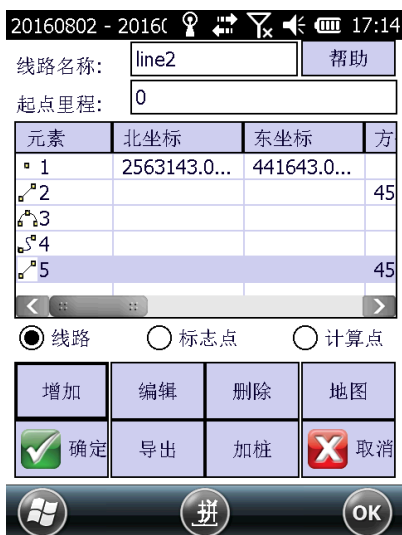 20160802 - 2016( 17:14
线路名称: line2 帮助
起点里程: 0
元素 北坐标 东坐标 方
1 2563143.0... 441643.0...
2 45
3
4
5 45
线路 标志点 计算点
增加 编辑 删除 地图
确定 导出 加桩 取消
拼 OK